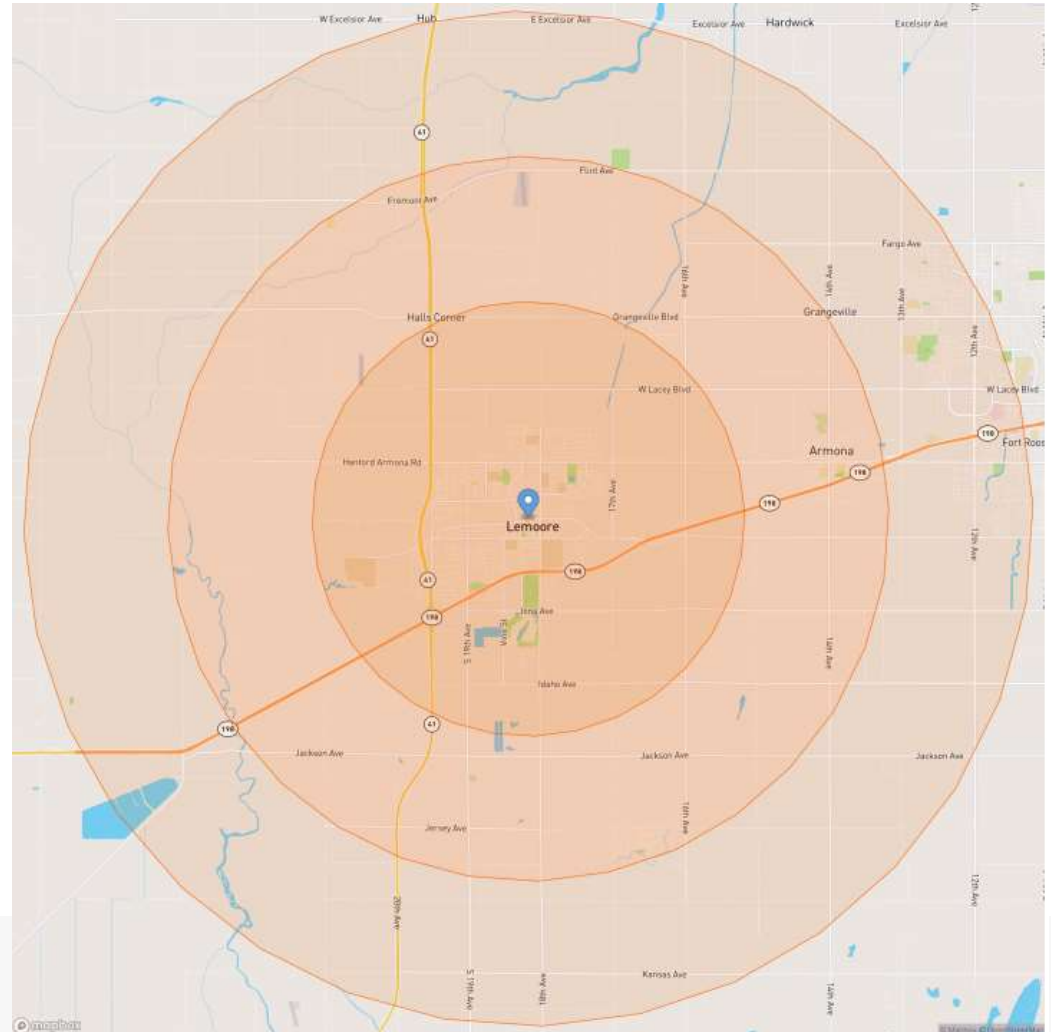 W Excelsior Ave
Hub
E Excelsior Ave
Excelsior Ave
Hardwick
Excelsior Ave
12
41
Flint Ave
Fremont Ave
Fargo Ave
16th Ave
14th Ave
13th Ave
Halls Corner
Grangeville Blvd
Grangeville
41
12th Ave
W Lacey Blvd
W Lacey Blvd
198
Fort Roos
Armona
Hanford Armona Rd
198
17th Ave
198
Lemoore
12th Ave
198
41
198
Iona Ave
S 19th Ave
Vine St
14th Ave
Idaho Ave
41
198
Jackson Ave
Jackson Ave
Jackson Ave
16th Ave
Jersey Ave
20th Ave
12th Ave
S 19th Ave
18th Ave
Kansas Ave
14th Ave
mapbox